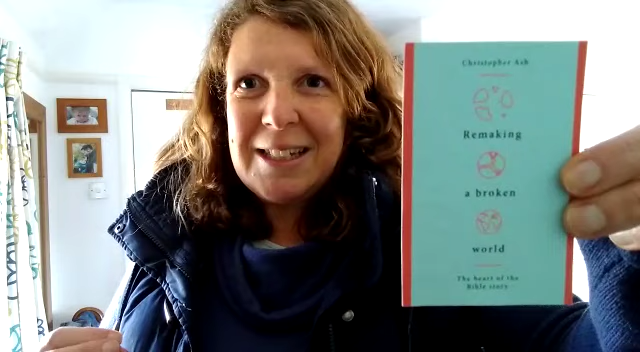 Christopher Ash
Remaking
a broken
world
The heart of the
Bible story